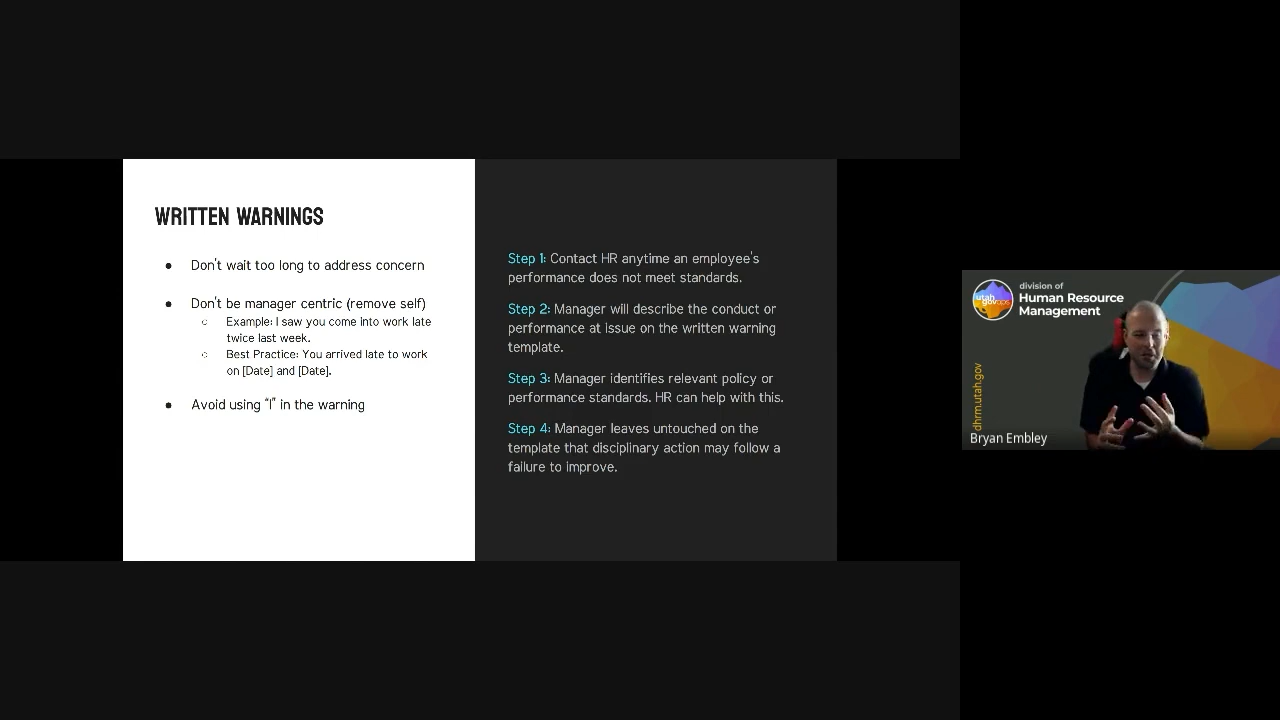 WRITTEN WARNINGS
● Don't wait too long to address concern
● Don't be manager centric (remove self)
○ Example: I saw you come into work late
twice last week.
○ Best Practice: You arrived late to work
on [Date] and [Date].
● Avoid using "I" in the warning
Step 1: Contact HR anytime an employee's
performance does not meet standards.
Step 2: Manager will describe the conduct or
performance at issue on the written warning
template.
Step 3: Manager identifies relevant policy or
performance standards. HR can help with this.
Step 4: Manager leaves untouched on the
template that disciplinary action may follow a
failure to improve.
utah
govops
division of
Human Resource
Management
dhrm.utah.gov
Bryan Embley